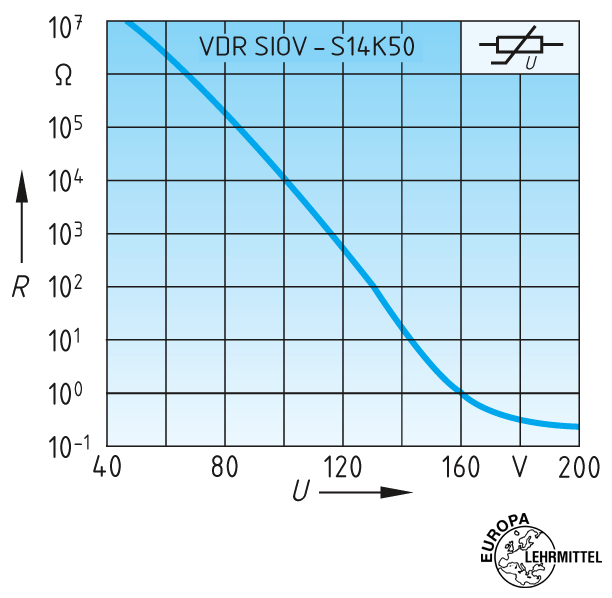 10⁷
VDR SIOV – S14K50
U
Ω
10⁵
10⁴
10³
10²
R
10¹
10⁰
10⁻¹
40 80 120 160 V 200
U
EUROPA
LEHRMITTEL